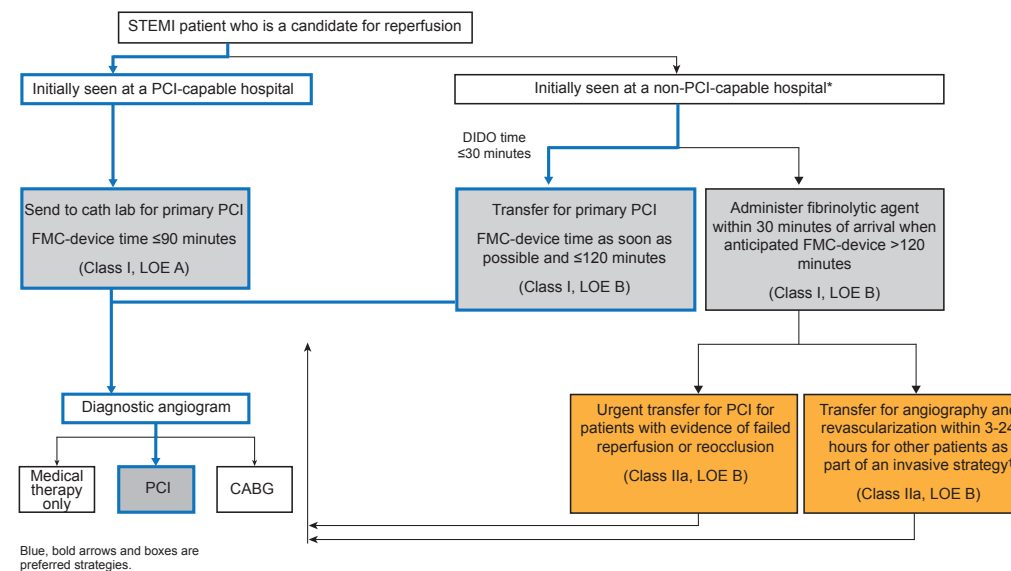 STEMI patient who is a candidate for reperfusion
Initially seen at a PCI-capable hospital
Initially seen at a non-PCI-capable hospital*
DIDO time
≤30 minutes
Send to cath lab for primary PCI
FMC-device time ≤90 minutes
(Class I, LOE A)
Transfer for primary PCI
FMC-device time as soon as
possible and ≤120 minutes
(Class I, LOE B)
Administer fibrinolytic agent
within 30 minutes of arrival when
anticipated FMC-device >120
minutes
(Class I, LOE B)
Diagnostic angiogram
Medical
therapy
only
PCI
CABG
Urgent transfer for PCI for
patients with evidence of failed
reperfusion or reocclusion
(Class IIa, LOE B)
Transfer for angiography and
revascularization within 3-24
hours for other patients as
part of an invasive strategy†
(Class IIa, LOE B)
Blue, bold arrows and boxes are
preferred strategies.